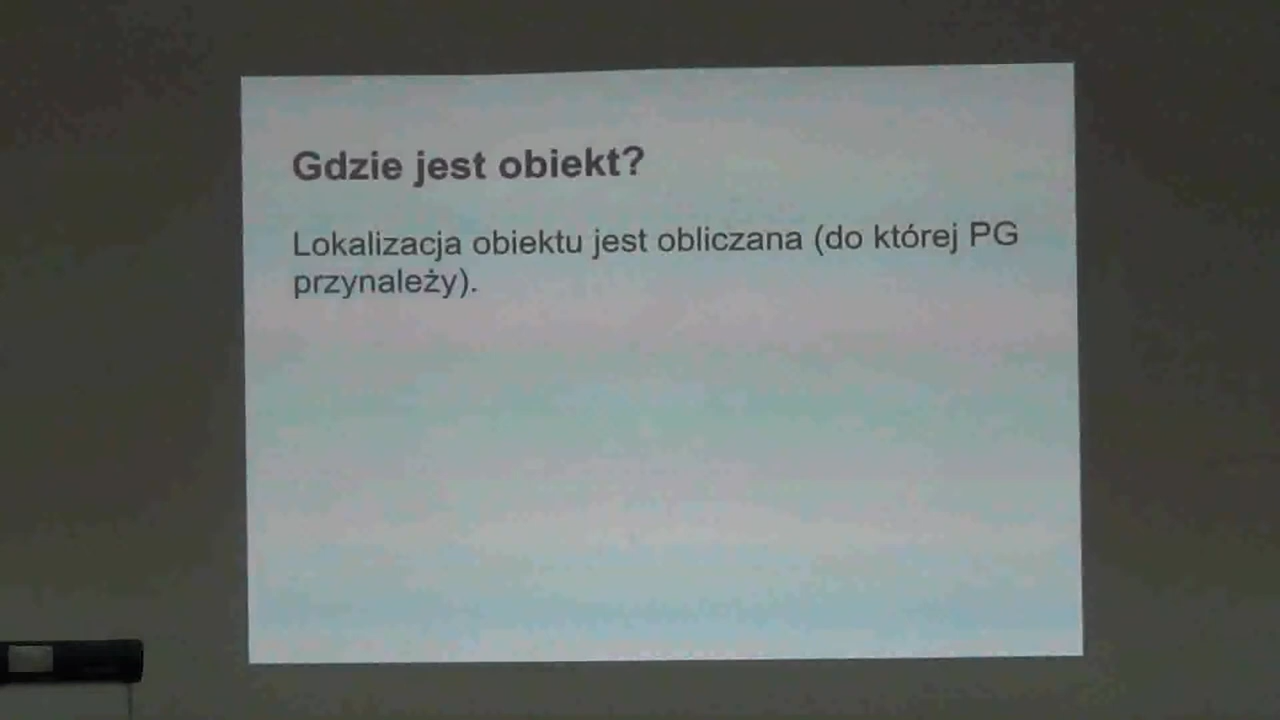 Gdzie jest obiekt?
Lokalizacja obiektu jest obliczana (do której PG
przynależy).